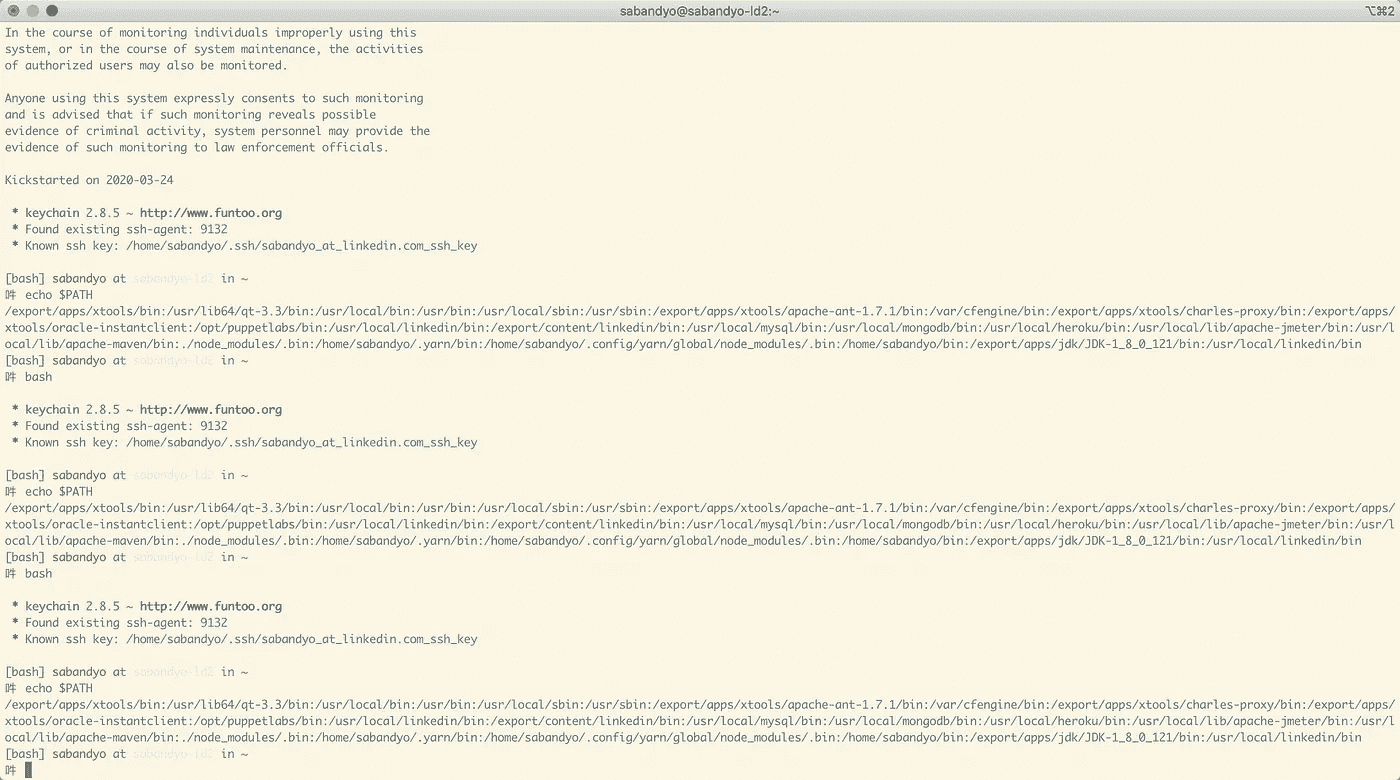 sabandyo@sabandyo-ld2:~
⌥⌘2
In the course of monitoring individuals improperly using this
system, or in the course of system maintenance, the activities
of authorized users may also be monitored.
Anyone using this system expressly consents to such monitoring
and is advised that if such monitoring reveals possible
evidence of criminal activity, system personnel may provide the
evidence of such monitoring to law enforcement officials.
Kickstarted on 2020-03-24
* keychain 2.8.5 ~ http://www.funtoo.org
* Found existing ssh-agent: 9132
* Known ssh key: /home/sabandyo/.ssh/sabandyo_at_linkedin.com_ssh_key
[bash] sabandyo at sabandyo-ld2 in ~
echo $PATH
/export/apps/xtools/bin:/usr/lib64/qt-3.3/bin:/usr/local/bin:/usr/bin:/usr/local/sbin:/usr/sbin:/export/apps/xtools/apache-ant-1.7.1/bin:/var/cfengine/bin:/export/apps/xtools/charles-proxy/bin:/export/apps/
xtools/oracle-instantclient:/opt/puppetlabs/bin:/usr/local/linkedin/bin:/export/content/linkedin/bin:/usr/local/mysql/bin:/usr/local/mongodb/bin:/usr/local/heroku/bin:/usr/local/lib/apache-jmeter/bin:/usr/l
ocal/lib/apache-maven/bin:./node_modules/.bin:/home/sabandyo/.yarn/bin:/home/sabandyo/.config/yarn/global/node_modules/.bin:/home/sabandyo/bin:/export/apps/jdk/JDK-1_8_0_121/bin:/usr/local/linkedin/bin
[bash] sabandyo at sabandyo-ld2 in ~
bash
* keychain 2.8.5 ~ http://www.funtoo.org
* Found existing ssh-agent: 9132
* Known ssh key: /home/sabandyo/.ssh/sabandyo_at_linkedin.com_ssh_key
[bash] sabandyo at sabandyo-ld2 in ~
echo $PATH
/export/apps/xtools/bin:/usr/lib64/qt-3.3/bin:/usr/local/bin:/usr/bin:/usr/local/sbin:/usr/sbin:/export/apps/xtools/apache-ant-1.7.1/bin:/var/cfengine/bin:/export/apps/xtools/charles-proxy/bin:/export/apps/
xtools/oracle-instantclient:/opt/puppetlabs/bin:/usr/local/linkedin/bin:/export/content/linkedin/bin:/usr/local/mysql/bin:/usr/local/mongodb/bin:/usr/local/heroku/bin:/usr/local/lib/apache-jmeter/bin:/usr/l
ocal/lib/apache-maven/bin:./node_modules/.bin:/home/sabandyo/.yarn/bin:/home/sabandyo/.config/yarn/global/node_modules/.bin:/home/sabandyo/bin:/export/apps/jdk/JDK-1_8_0_121/bin:/usr/local/linkedin/bin
[bash] sabandyo at sabandyo-ld2 in ~
bash
* keychain 2.8.5 ~ http://www.funtoo.org
* Found existing ssh-agent: 9132
* Known ssh key: /home/sabandyo/.ssh/sabandyo_at_linkedin.com_ssh_key
[bash] sabandyo at sabandyo-ld2 in ~
echo $PATH
/export/apps/xtools/bin:/usr/lib64/qt-3.3/bin:/usr/local/bin:/usr/bin:/usr/local/sbin:/usr/sbin:/export/apps/xtools/apache-ant-1.7.1/bin:/var/cfengine/bin:/export/apps/xtools/charles-proxy/bin:/export/apps/
xtools/oracle-instantclient:/opt/puppetlabs/bin:/usr/local/linkedin/bin:/export/content/linkedin/bin:/usr/local/mysql/bin:/usr/local/mongodb/bin:/usr/local/heroku/bin:/usr/local/lib/apache-jmeter/bin:/usr/l
ocal/lib/apache-maven/bin:./node_modules/.bin:/home/sabandyo/.yarn/bin:/home/sabandyo/.config/yarn/global/node_modules/.bin:/home/sabandyo/bin:/export/apps/jdk/JDK-1_8_0_121/bin:/usr/local/linkedin/bin
[bash] sabandyo at sabandyo-ld2 in ~